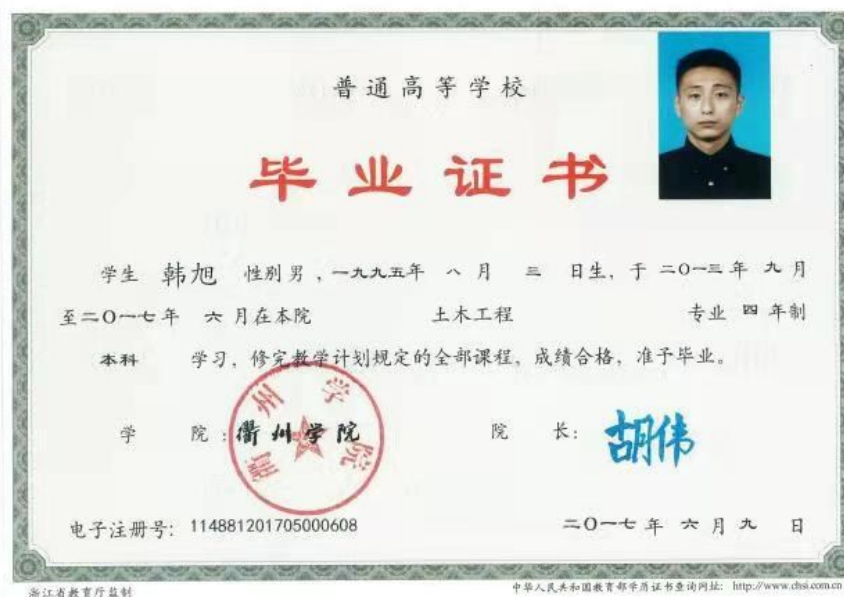 普通高等学校
毕业证书
学生 韩旭 性别男，一九九五年 八 月 三 日生，于 二〇一三年 九 月
至二〇一七年 六 月在本院 土木工程 专业 四 年制
本科 学习，修完教学计划规定的全部课程，成绩合格，准予毕业。
学 院：衢州学院 院 长：胡伟
衢州学院
电子注册号：114881201705000608 二〇一七 年 六 月 九 日
浙江省教育厅监制 中华人民共和国教育部学历证书查询网址：http://www.chsi.com.cn